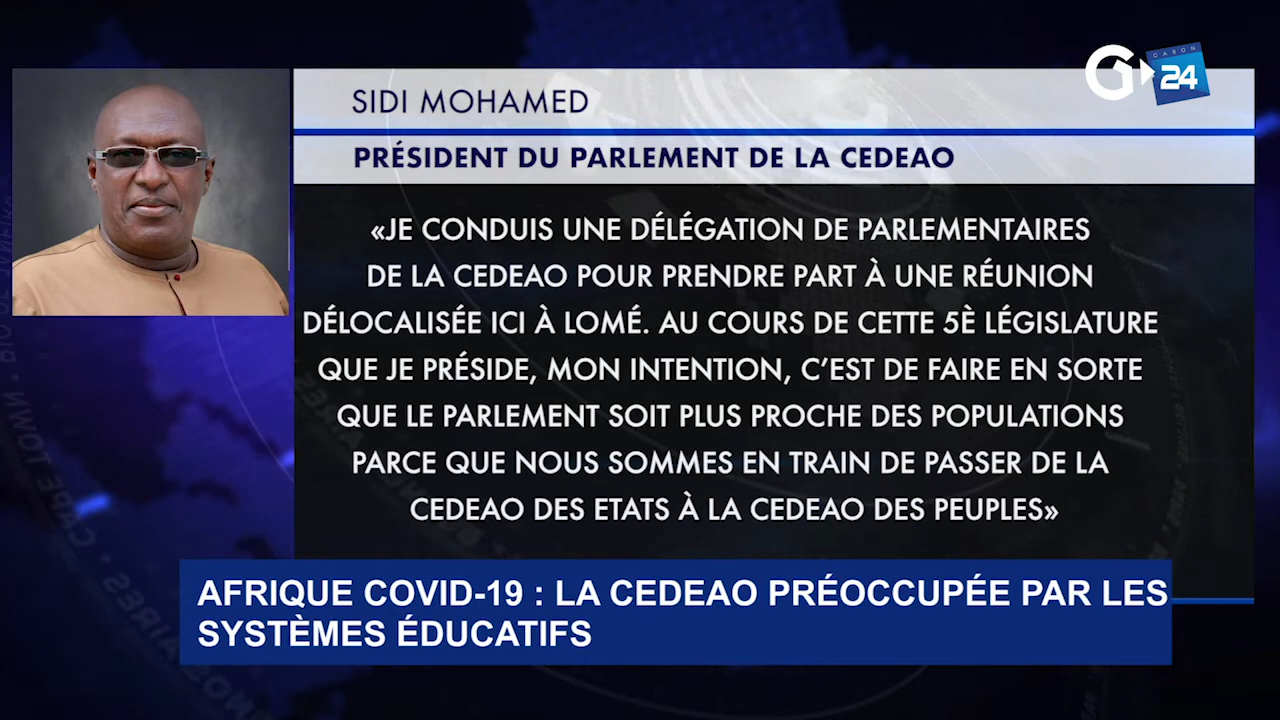 GABON
G 24
SIDI MOHAMED
PRÉSIDENT DU PARLEMENT DE LA CEDEAO
«JE CONDUIS UNE DÉLÉGATION DE PARLEMENTAIRES
DE LA CEDEAO POUR PRENDRE PART À UNE RÉUNION
DÉLOCALISÉE ICI À LOMÉ. AU COURS DE CETTE 5È LÉGISLATURE
QUE JE PRÉSIDE, MON INTENTION, C’EST DE FAIRE EN SORTE
QUE LE PARLEMENT SOIT PLUS PROCHE DES POPULATIONS
PARCE QUE NOUS SOMMES EN TRAIN DE PASSER DE LA
CEDEAO DES ETATS À LA CEDEAO DES PEUPLES»
AFRIQUE COVID-19 : LA CEDEAO PRÉOCCUPÉE PAR LES
SYSTÈMES ÉDUCATIFS